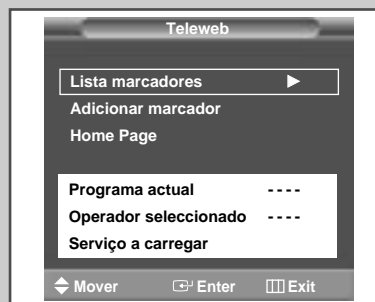 Teleweb
Lista marcadores ►
Adicionar marcador
Home Page
Programa actual ----
Operador seleccionado ----
Serviço a carregar
Mover Enter Exit